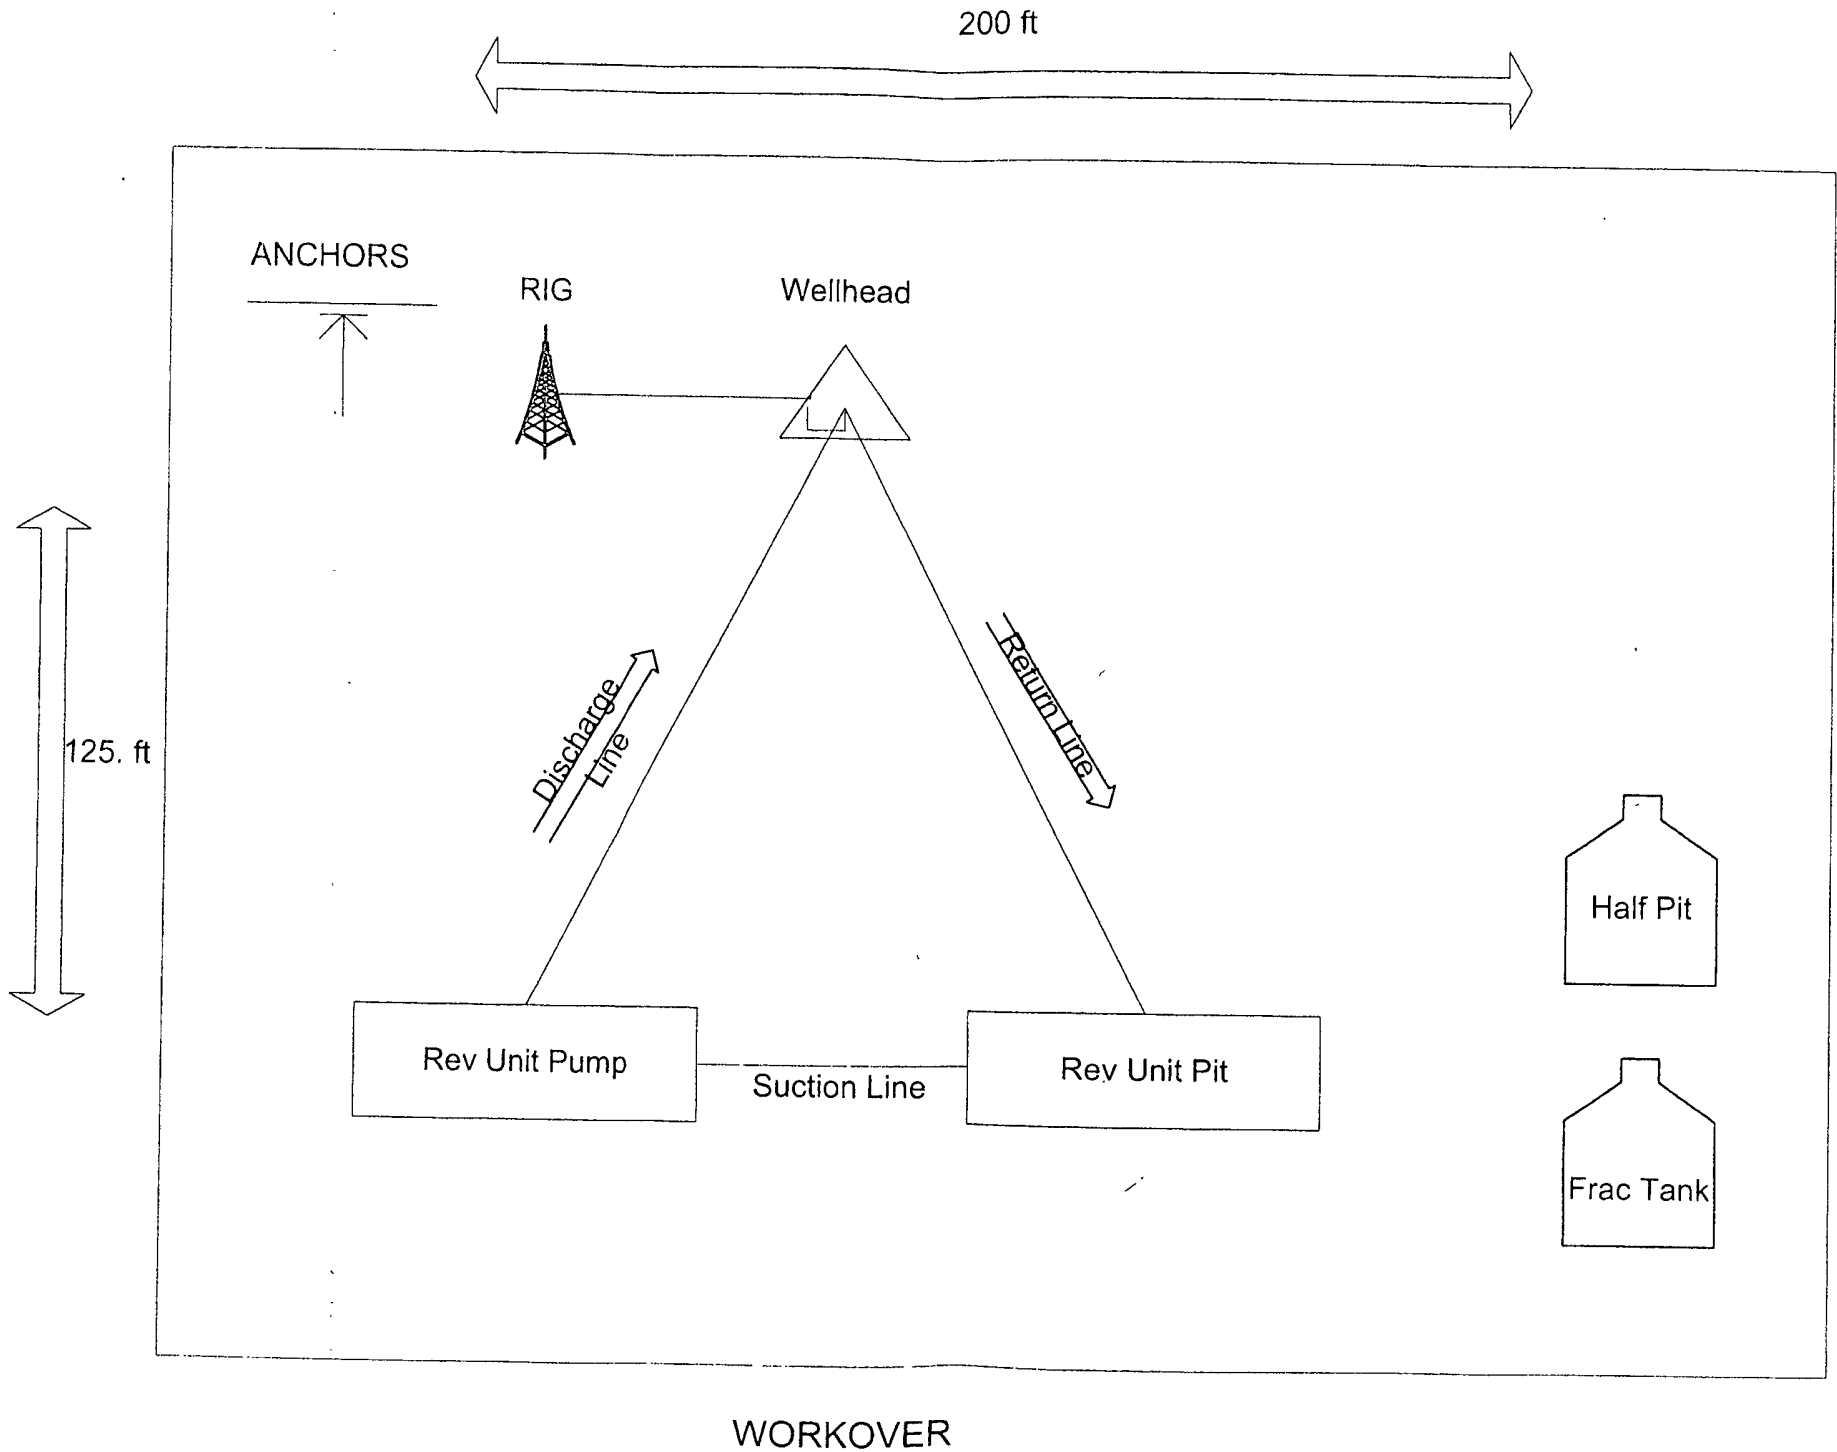 200 ft
ANCHORS
RIG
Wellhead
125. ft
Discharge
Line
Return Line
Half Pit
Rev Unit Pump
Suction Line
Rev Unit Pit
Frac Tank
WORKOVER